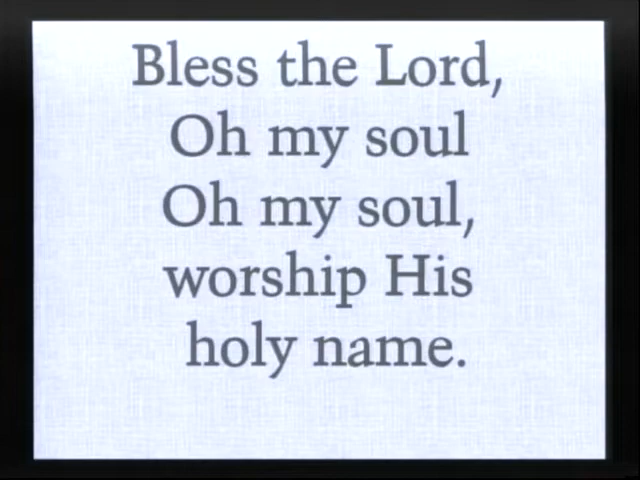 Bless the Lord,
Oh my soul
Oh my soul,
worship His
holy name.